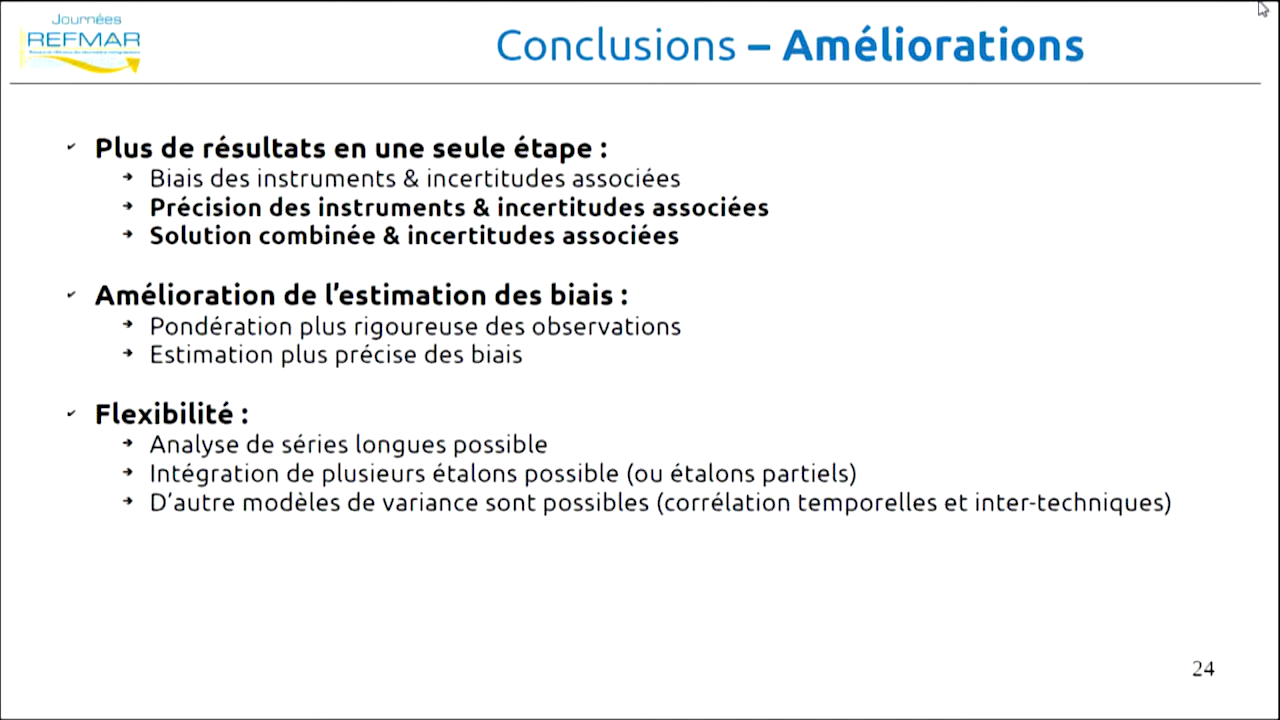 Journées
REFMAR
Conclusions – Améliorations
✔ Plus de résultats en une seule étape :
➔ Biais des instruments & incertitudes associées
➔ Précision des instruments & incertitudes associées
➔ Solution combinée & incertitudes associées
✔ Amélioration de l’estimation des biais :
➔ Pondération plus rigoureuse des observations
➔ Estimation plus précise des biais
✔ Flexibilité :
➔ Analyse de séries longues possible
➔ Intégration de plusieurs étalons possible (ou étalons partiels)
➔ D’autre modèles de variance sont possibles (corrélation temporelles et inter-techniques)
24